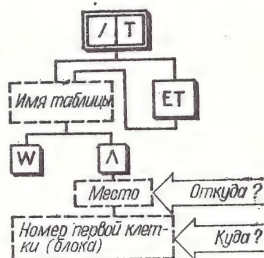 / T
Имя таблицы
ET
W
Л
Место
Откуда?
Номер первой клет-
ки (блока)
Куда?